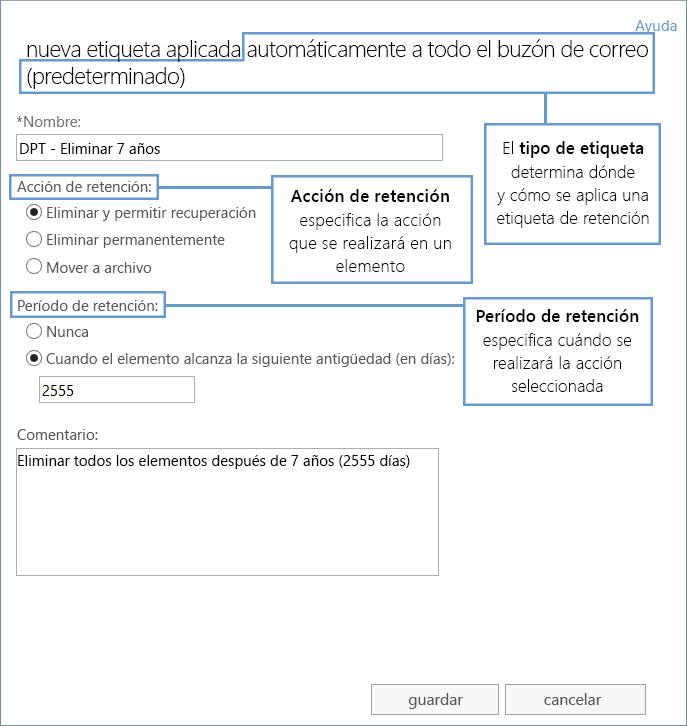 Ayuda
nueva etiqueta aplicada automáticamente a todo el buzón de correo
(predeterminado)
*Nombre:
DPT - Eliminar 7 años
El tipo de etiqueta
determina dónde
y cómo se aplica una
etiqueta de retención
Acción de retención:
Eliminar y permitir recuperación
Eliminar permanentemente
Mover a archivo
Acción de retención
especifica la acción
que se realizará en un
elemento
Período de retención:
Nunca
Cuando el elemento alcanza la siguiente antigüedad (en días):
2555
Período de retención
especifica cuándo se
realizará la acción
seleccionada
Comentario:
Eliminar todos los elementos después de 7 años (2555 días)
guardar
cancelar